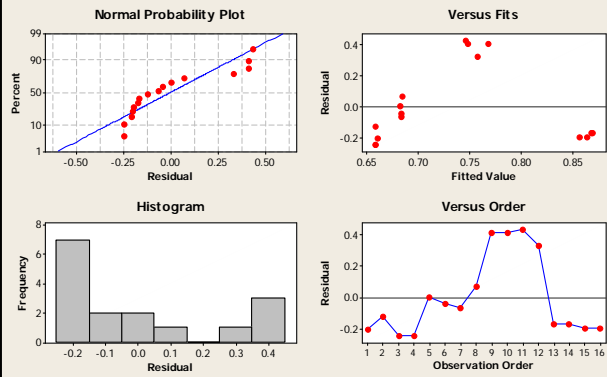 Normal Probability Plot
99
90
50
10
1
Percent
-0.50 -0.25 0.00 0.25 0.50
Residual
Versus Fits
0.4
0.2
0.0
-0.2
Residual
0.65 0.70 0.75 0.80 0.85
Fitted Value
Histogram
8
6
4
2
0
Frequency
-0.2 -0.1 0.0 0.1 0.2 0.3 0.4
Residual
Versus Order
0.4
0.2
0.0
-0.2
Residual
1 2 3 4 5 6 7 8 9 10 11 12 13 14 15 16
Observation Order